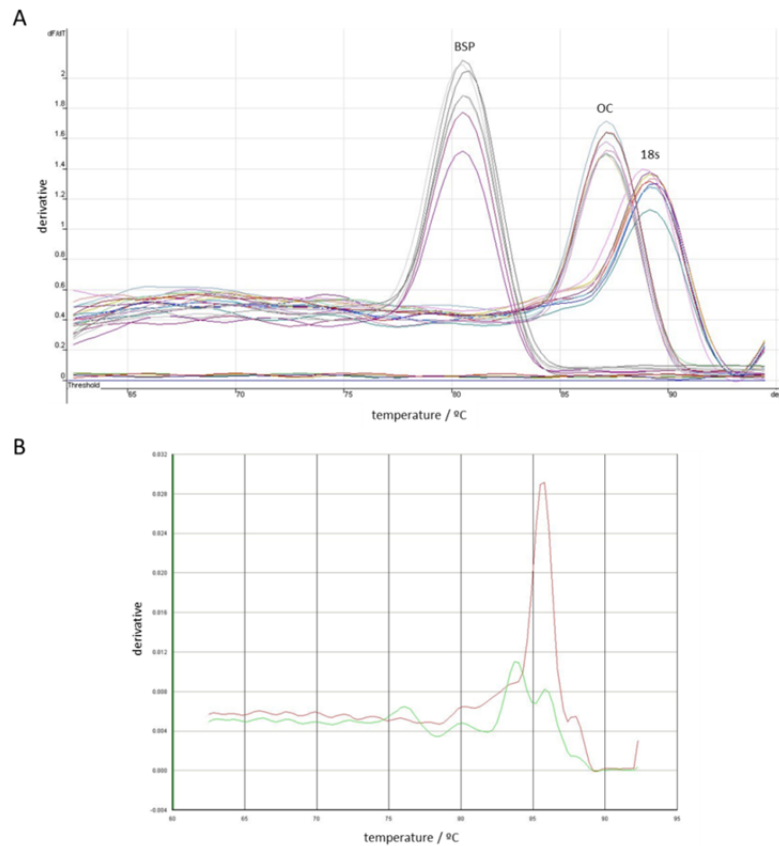 A
dF/dT
BSP
OC
18s
2
1.8
1.6
1.4
1.2
1
0.8
0.6
0.4
0.2
0
derivative
Threshold
65
70
75
80
85
90
de
temperature / ºC
B
0.032
0.028
0.024
0.020
0.016
0.012
0.008
0.004
0.000
-0.004
derivative
60
65
70
75
80
85
90
95
temperature / ºC